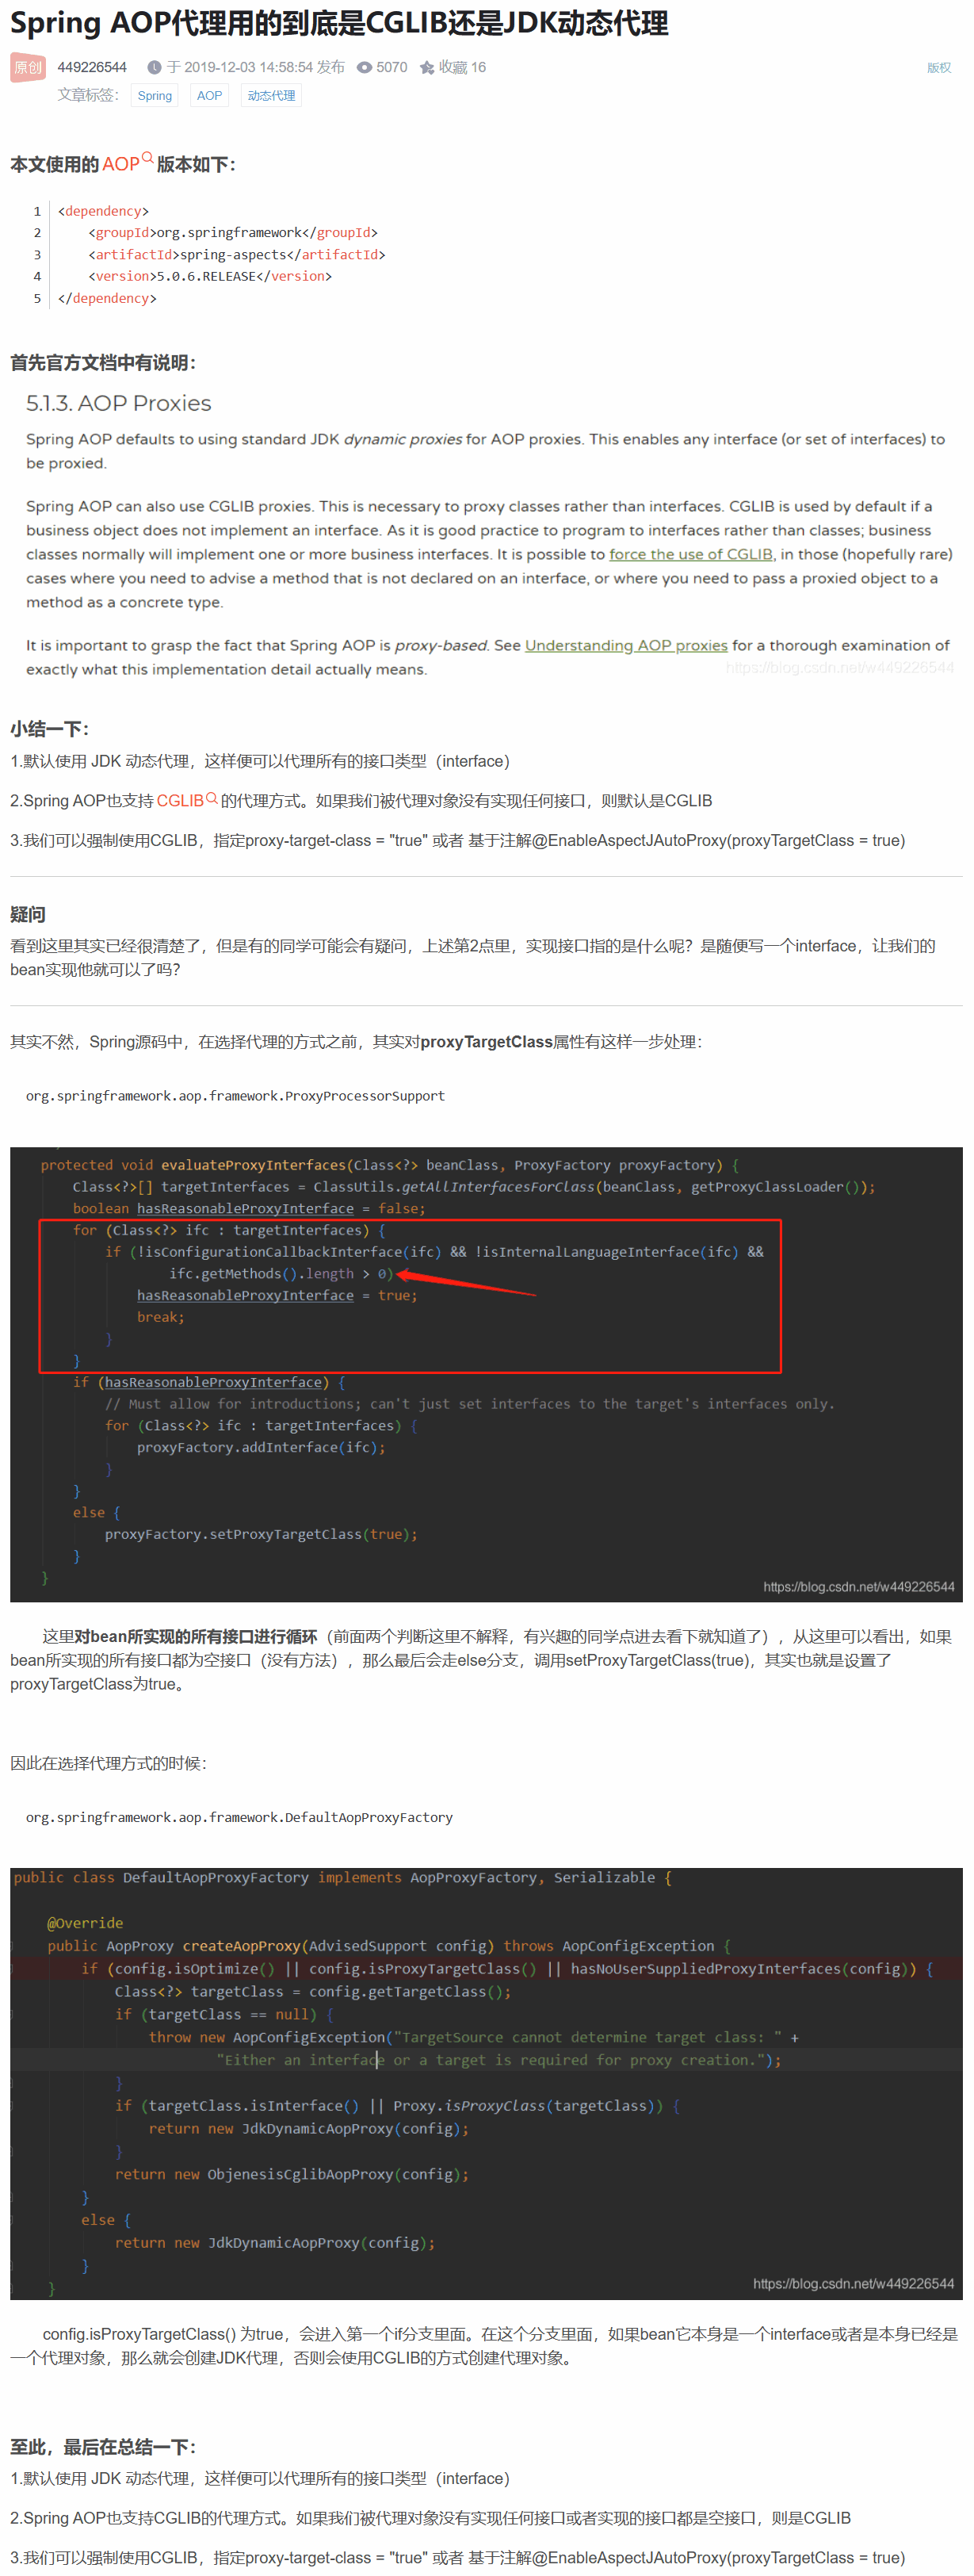 Spring AOP代理用的到底是CGLIB还是JDK动态代理
原创 449226544 于 2019-12-03 14:58:54 发布 5070 收藏 16 版权
文章标签： Spring AOP 动态代理
本文使用的 AOP 版本如下：
1 <dependency>
2 <groupId>org.springframework</groupId>
3 <artifactId>spring-aspects</artifactId>
4 <version>5.0.6.RELEASE</version>
5 </dependency>
首先官方文档中有说明：
5.1.3. AOP Proxies
Spring AOP defaults to using standard JDK dynamic proxies for AOP proxies. This enables any interface (or set of interfaces) to
be proxied.
Spring AOP can also use CGLIB proxies. This is necessary to proxy classes rather than interfaces. CGLIB is used by default if a
business object does not implement an interface. As it is good practice to program to interfaces rather than classes; business
classes normally will implement one or more business interfaces. It is possible to force the use of CGLIB, in those (hopefully rare)
cases where you need to advise a method that is not declared on an interface, or where you need to pass a proxied object to a
method as a concrete type.
It is important to grasp the fact that Spring AOP is proxy-based. See Understanding AOP proxies for a thorough examination of
exactly what this implementation detail actually means.
https://blog.csdn.net/w449226544
小结一下：
1.默认使用 JDK 动态代理，这样便可以代理所有的接口类型（interface）
2.Spring AOP也支持 CGLIB 的代理方式。如果我们被代理对象没有实现任何接口，则默认是CGLIB
3.我们可以强制使用CGLIB，指定proxy-target-class = "true" 或者 基于注解@EnableAspectJAutoProxy(proxyTargetClass = true)
疑问
看到这里其实已经很清楚了，但是有的同学可能会有疑问，上述第2点里，实现接口指的是什么呢？是随便写一个interface，让我们的
bean实现他就可以了吗？
其实不然，Spring源码中，在选择代理的方式之前，其实对proxyTargetClass属性有这样一步处理：
org.springframework.aop.framework.ProxyProcessorSupport
protected void evaluateProxyInterfaces(Class<?> beanClass, ProxyFactory proxyFactory) {
Class<?>[] targetInterfaces = ClassUtils.getAllInterfacesForClass(beanClass, getProxyClassLoader());
boolean hasReasonableProxyInterface = false;
for (Class<?> ifc : targetInterfaces) {
if (!isConfigurationCallbackInterface(ifc) && !isInternalLanguageInterface(ifc) &&
ifc.getMethods().length > 0) {
hasReasonableProxyInterface = true;
break;
}
}
if (hasReasonableProxyInterface) {
// Must allow for introductions; can't just set interfaces to the target's interfaces only.
for (Class<?> ifc : targetInterfaces) {
proxyFactory.addInterface(ifc);
}
}
else {
proxyFactory.setProxyTargetClass(true);
}
}
https://blog.csdn.net/w449226544
这里对bean所实现的所有接口进行循环（前面两个判断这里不解释，有兴趣的同学点进去看下就知道了），从这里可以看出，如果
bean所实现的所有接口都为空接口（没有方法），那么最后会走else分支，调用setProxyTargetClass(true)，其实也就是设置了
proxyTargetClass为true。
因此在选择代理方式的时候：
org.springframework.aop.framework.DefaultAopProxyFactory
public class DefaultAopProxyFactory implements AopProxyFactory, Serializable {
@Override
public AopProxy createAopProxy(AdvisedSupport config) throws AopConfigException {
if (config.isOptimize() || config.isProxyTargetClass() || hasNoUserSuppliedProxyInterfaces(config)) {
Class<?> targetClass = config.getTargetClass();
if (targetClass == null) {
throw new AopConfigException("TargetSource cannot determine target class: " +
"Either an interface or a target is required for proxy creation.");
}
if (targetClass.isInterface() || Proxy.isProxyClass(targetClass)) {
return new JdkDynamicAopProxy(config);
}
return new ObjenesisCglibAopProxy(config);
}
else {
return new JdkDynamicAopProxy(config);
}
}
https://blog.csdn.net/w449226544
config.isProxyTargetClass() 为true，会进入第一个if分支里面。在这个分支里面，如果bean它本身是一个interface或者是本身已经是
一个代理对象，那么就会创建JDK代理，否则会使用CGLIB的方式创建代理对象。
至此，最后在总结一下：
1.默认使用 JDK 动态代理，这样便可以代理所有的接口类型（interface）
2.Spring AOP也支持CGLIB的代理方式。如果我们被代理对象没有实现任何接口或者实现的接口都是空接口，则是CGLIB
3.我们可以强制使用CGLIB，指定proxy-target-class = "true" 或者 基于注解@EnableAspectJAutoProxy(proxyTargetClass = true)